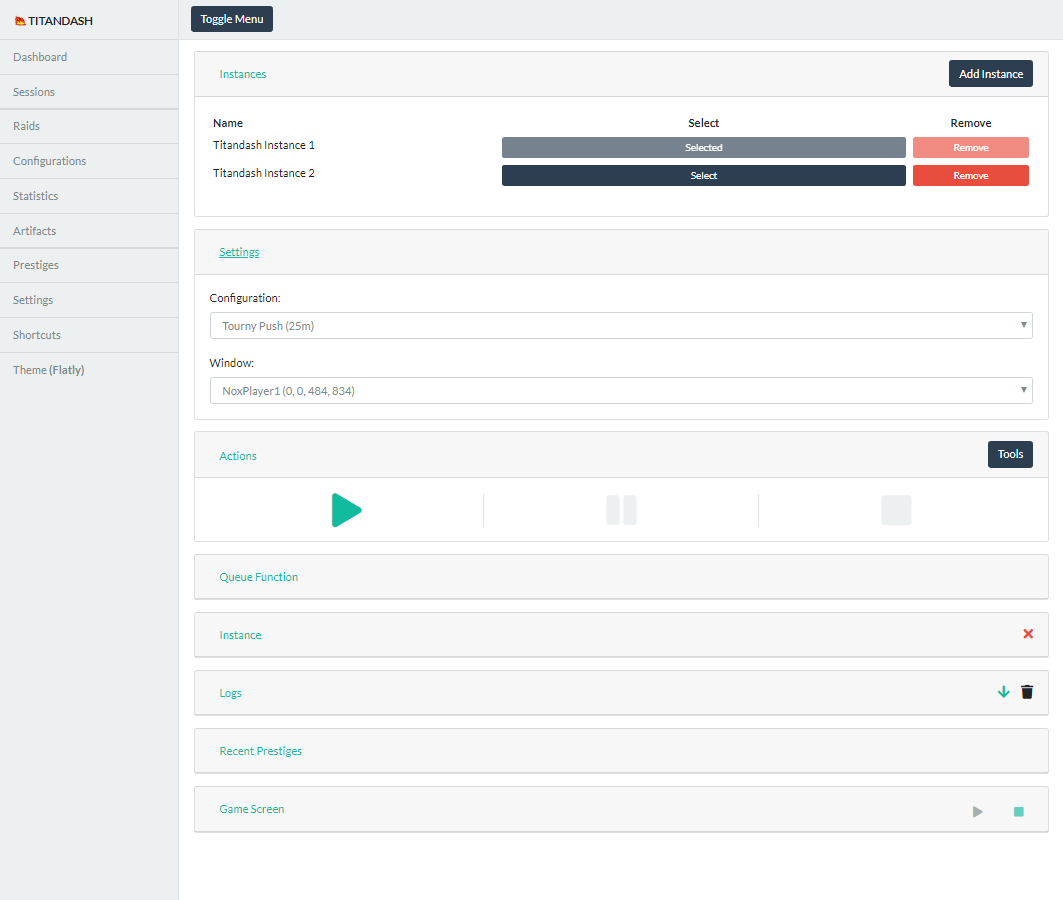 TITANDASH
Toggle Menu
Dashboard
Sessions
Raids
Configurations
Statistics
Artifacts
Prestiges
Settings
Shortcuts
Theme (Flatly)
Instances
Add Instance
Name Select Remove
Titandash Instance 1 Selected Remove
Titandash Instance 2 Select Remove
Settings
Configuration:
Tourny Push (25m)
Window:
NoxPlayer1 (0, 0, 484, 834)
Actions
Tools
Queue Function
Instance
Logs
Recent Prestiges
Game Screen